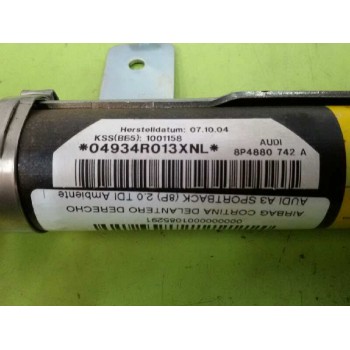 Herstelldatum: 07.10.04
KSS(BB5): 1001158
AUDI
*04934R013XNL*
8P4880 742 A
AUDI A3 SPORTBACK (8P) 2.0 TDI Ambiente
AIRBAG CORTINA DELANTERO DERECHO